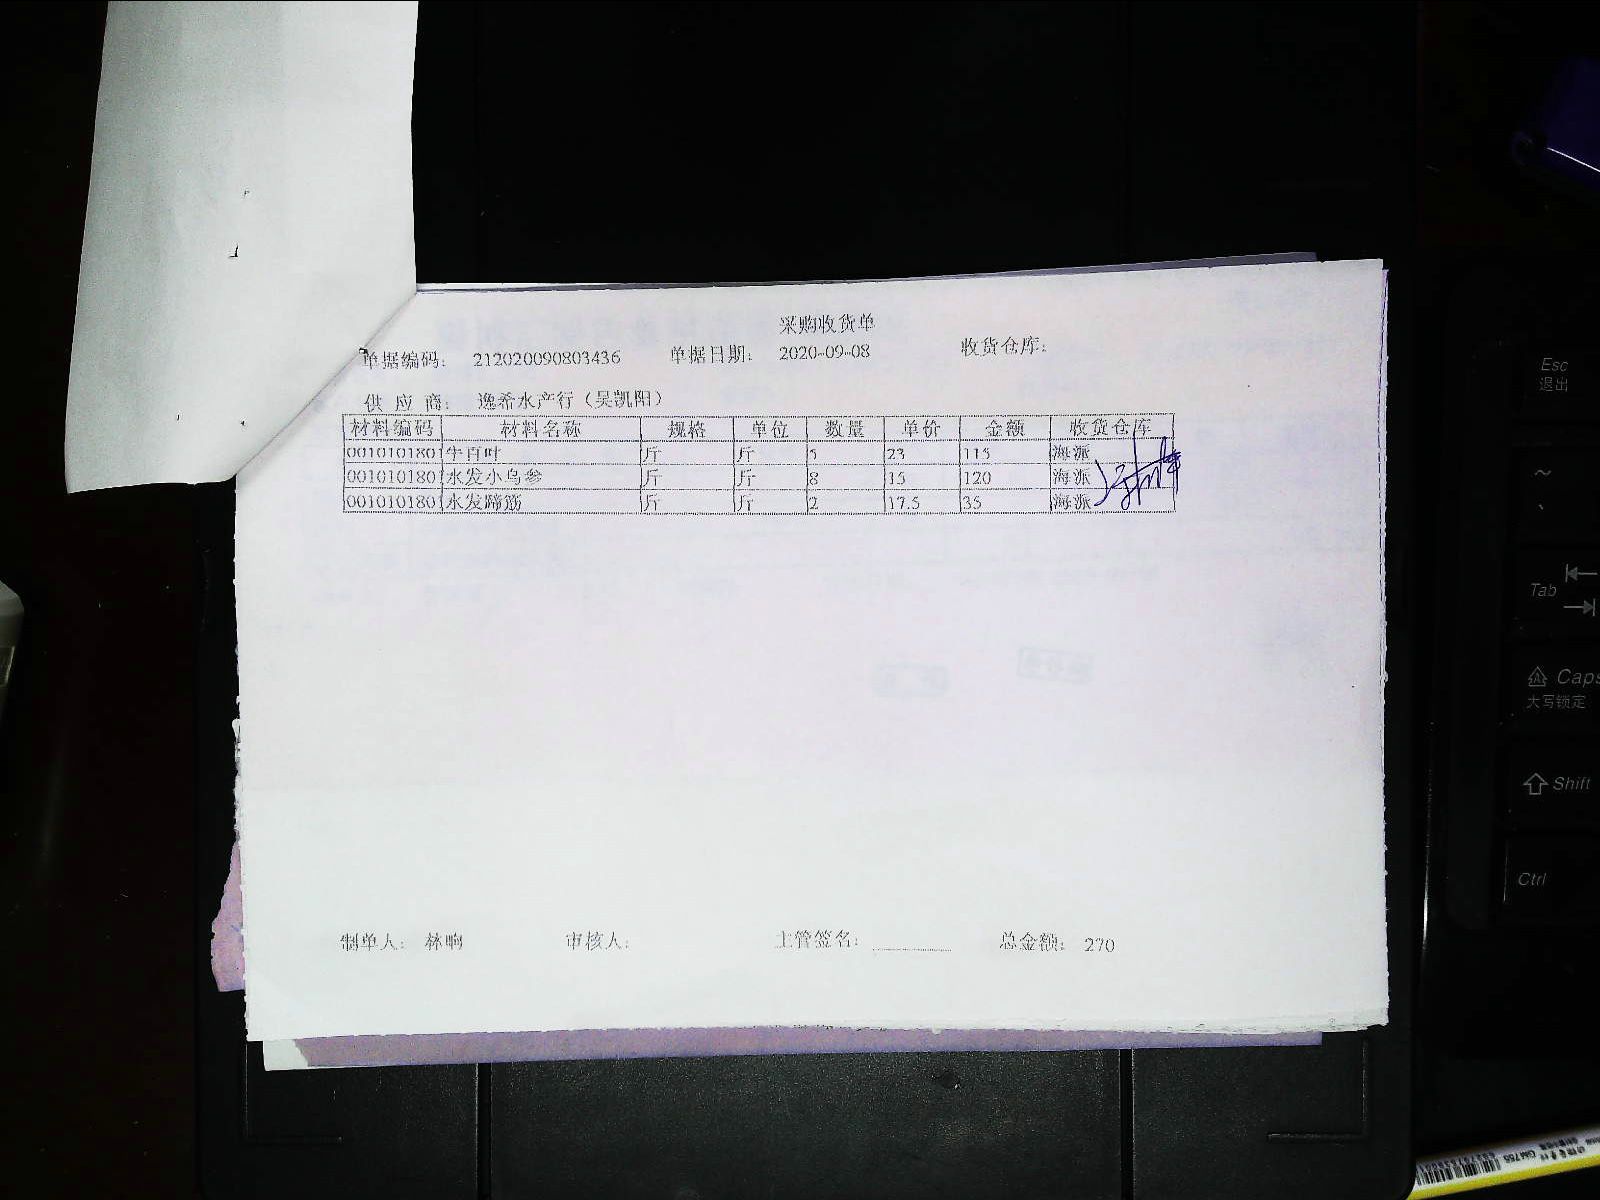 采购收货单
单据编码: 212020090803436 单据日期: 2020-09-08 收货仓库:
供 应 商: 逸希水产行（吴凯阳）
材料编码 材料名称 规格 单位 数量 单价 金额 收货仓库
0010101801 牛百叶 斤 斤 5 23 115 海派
0010101801 水发小乌参 斤 斤 8 15 120 海派
0010101801 水发蹄筋 斤 斤 2 17.5 35 海派
制单人: 林响 审核人: 主管签名: 总金额: 270
Esc
退出
~
Tab
Caps
大写锁定
Shift
Ctrl